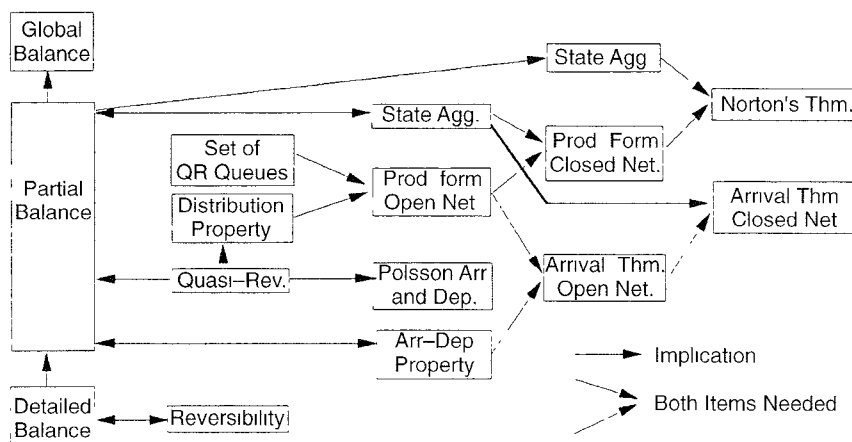 Global
Balance
State Agg
Norton's Thm.
State Agg.
Prod Form
Closed Net.
Set of
QR Queues
Partial
Balance
Prod form
Open Net
Distribution
Property
Arrival Thm
Closed Net
Quasi–Rev.
Poisson Arr
and Dep.
Arrival Thm.
Open Net.
Arr–Dep
Property
Implication
Detailed
Balance
Reversibility
Both Items Needed